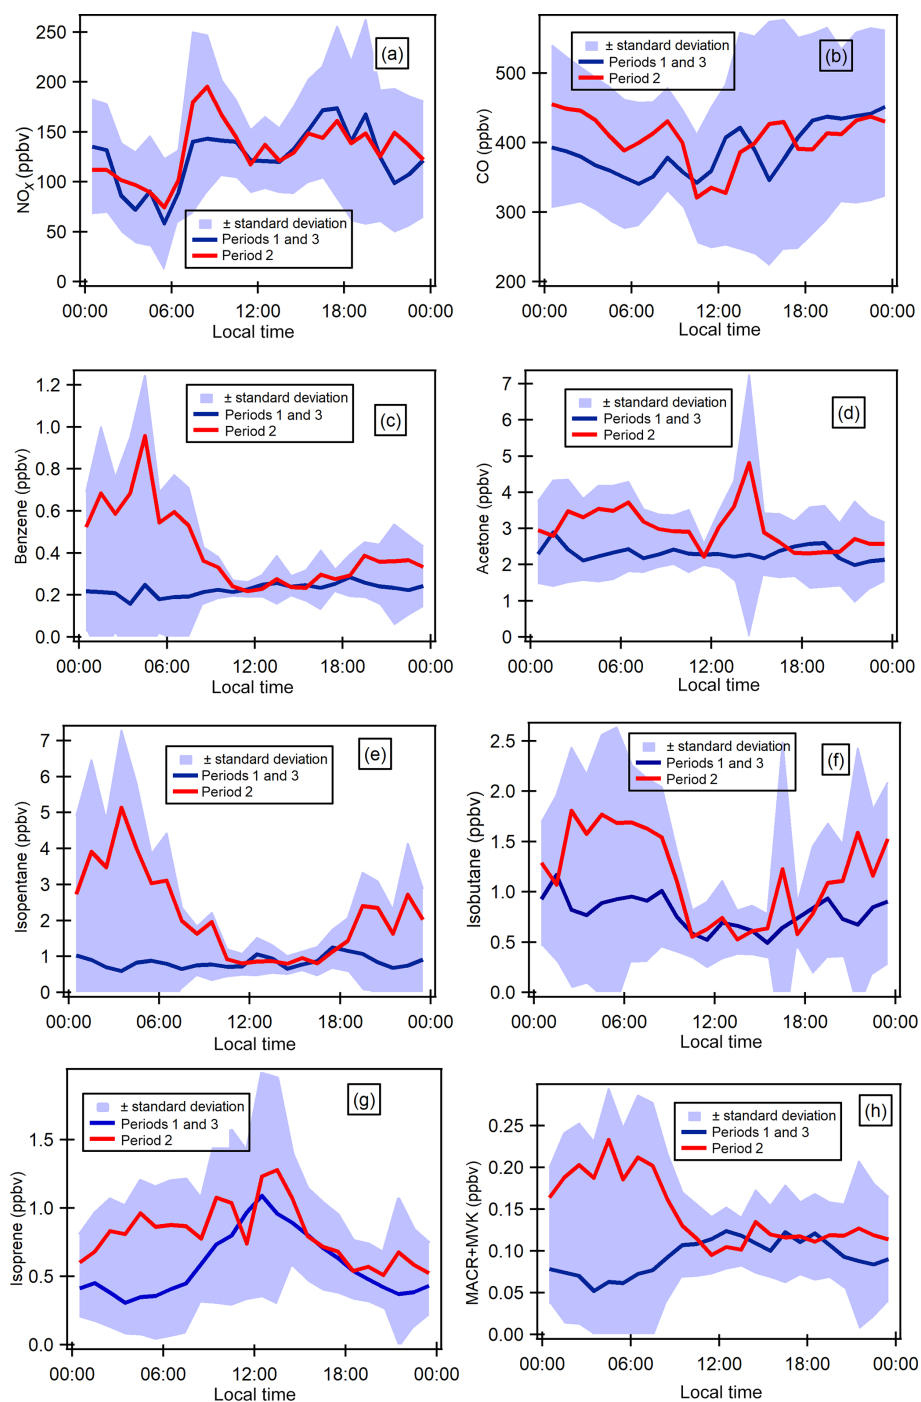 250
200
150
100
50
0
NOX (ppbv)
(a)
± standard deviation
Periods 1 and 3
Period 2
00:00 06:00 12:00 18:00 00:00
Local time
500
400
300
200
CO (ppbv)
± standard deviation
Periods 1 and 3
Period 2
(b)
00:00 06:00 12:00 18:00 00:00
Local time
1.2
1.0
0.8
0.6
0.4
0.2
0.0
Benzene (ppbv)
± standard deviation
Periods 1 and 3
Period 2
(c)
00:00 06:00 12:00 18:00 00:00
Local time
7
6
5
4
3
2
1
0
Acetone (ppbv)
± standard deviation
Periods 1 and 3
Period 2
(d)
00:00 06:00 12:00 18:00 00:00
Local time
7
6
5
4
3
2
1
0
Isopentane (ppbv)
± standard deviation
Periods 1 and 3
Period 2
(e)
00:00 06:00 12:00 18:00 00:00
Local time
2.5
2.0
1.5
1.0
0.5
0.0
Isobutane (ppbv)
± standard deviation
Periods 1 and 3
Period 2
(f)
00:00 06:00 12:00 18:00 00:00
Local time
1.5
1.0
0.5
0.0
Isoprene (ppbv)
± standard deviation
Periods 1 and 3
Period 2
(g)
00:00 06:00 12:00 18:00 00:00
Local time
0.25
0.20
0.15
0.10
0.05
0.00
MACR+MVK (ppbv)
± standard deviation
Periods 1 and 3
Period 2
(h)
00:00 06:00 12:00 18:00 00:00
Local time